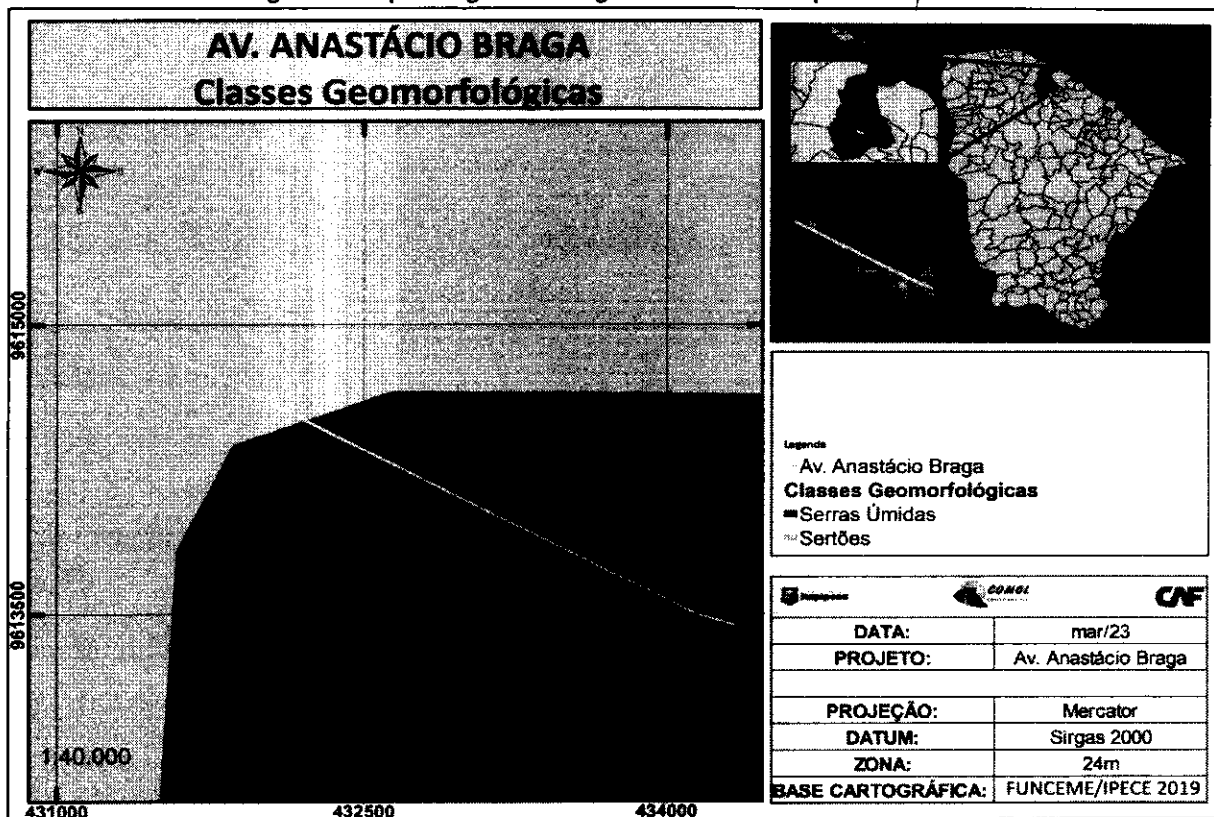 AV. ANASTÁCIO BRAGA
Classes Geomorfológicas
9615000
9613500
1:40.000
431000
432500
434000
Legenda
Av. Anastácio Braga
Classes Geomorfológicas
Serras Úmidas
Sertões
Itapipoca
COMOL
CAF
DATA: mar/23
PROJETO: Av. Anastácio Braga
PROJEÇÃO: Mercator
DATUM: Sirgas 2000
ZONA: 24m
BASE CARTOGRÁFICA: FUNCEME/IPECE 2019